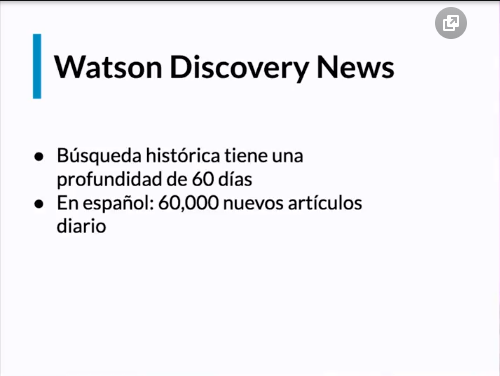 Watson Discovery News
● Búsqueda histórica tiene una
profundidad de 60 días
● En español: 60,000 nuevos artículos
diario